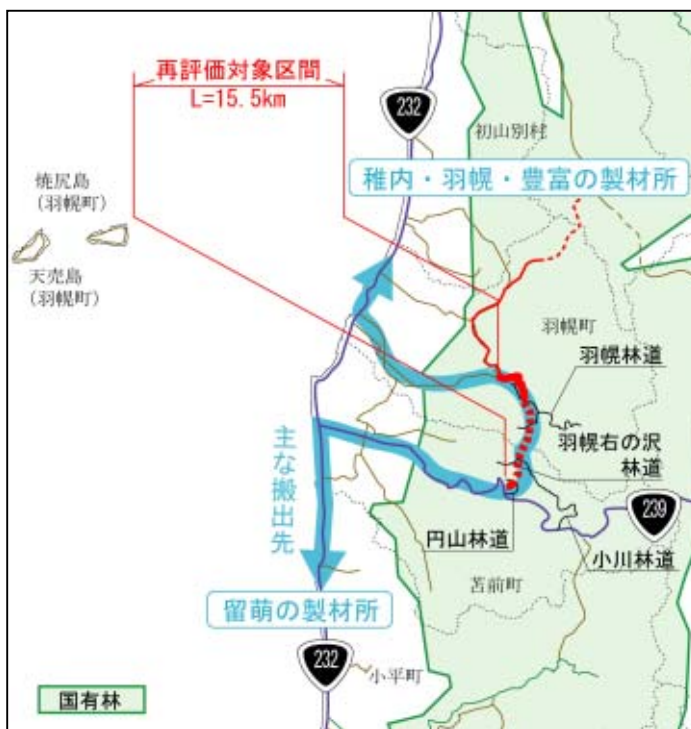 再評価対象区間
L=15.5km
232
初山別村
稚内・羽幌・豊富の製材所
焼尻島
(羽幌町)
天売島
(羽幌町)
羽幌町
羽幌林道
羽幌右の沢
林道
主な搬出先
239
円山林道
小川林道
苫前町
留萌の製材所
232
小平町
国有林